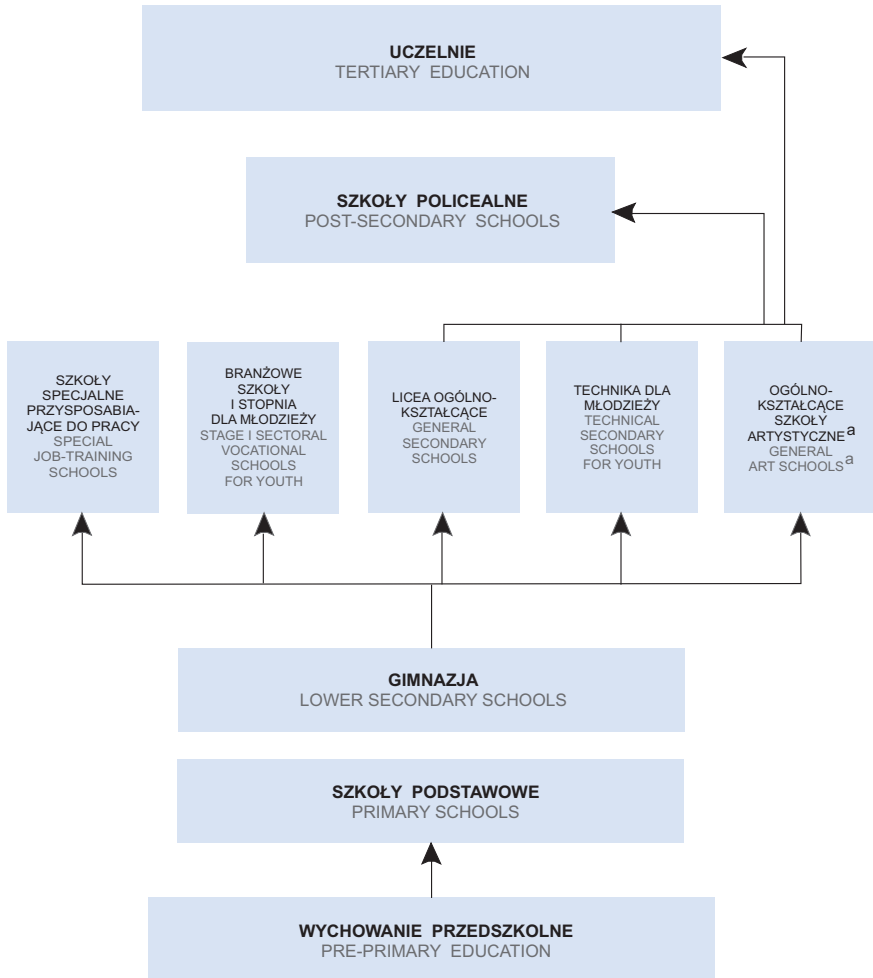 UCZELNIE
TERTIARY EDUCATION
SZKOŁY POLICEALNE
POST-SECONDARY SCHOOLS
SZKOŁY
SPECJALNE
PRZYSPOSABIA-
JĄCE DO PRACY
SPECIAL
JOB-TRAINING
SCHOOLS
BRANŻOWE
SZKOŁY
I STOPNIA
DLA MŁODZIEŻY
STAGE I SECTORAL
VOCATIONAL
SCHOOLS
FOR YOUTH
LICEA OGÓLNO-
KSZTAŁCĄCE
GENERAL
SECONDARY
SCHOOLS
TECHNIKA DLA
MŁODZIEŻY
TECHNICAL
SECONDARY
SCHOOLS
FOR YOUTH
OGÓLNO-
KSZTAŁCĄCE
SZKOŁY
ARTYSTYCZNE a
GENERAL
ART SCHOOLS a
GIMNAZJA
LOWER SECONDARY SCHOOLS
SZKOŁY PODSTAWOWE
PRIMARY SCHOOLS
WYCHOWANIE PRZEDSZKOLNE
PRE-PRIMARY EDUCATION